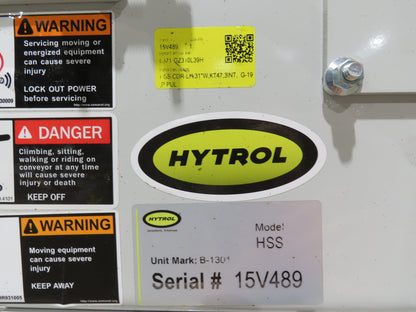 WARNING
Servicing moving or
energized equipment
can cause severe
injury
LOCK OUT POWER
before servicing
DANGER
Climbing, sitting,
walking or riding on
conveyor at any time
will cause severe
injury or death
KEEP OFF
WARNING
Moving equipment
can cause severe
injury
KEEP AWAY
15V489
HYTROL
HYTROL
Model
HSS
Unit Mark: B-1301
Serial # 15V489